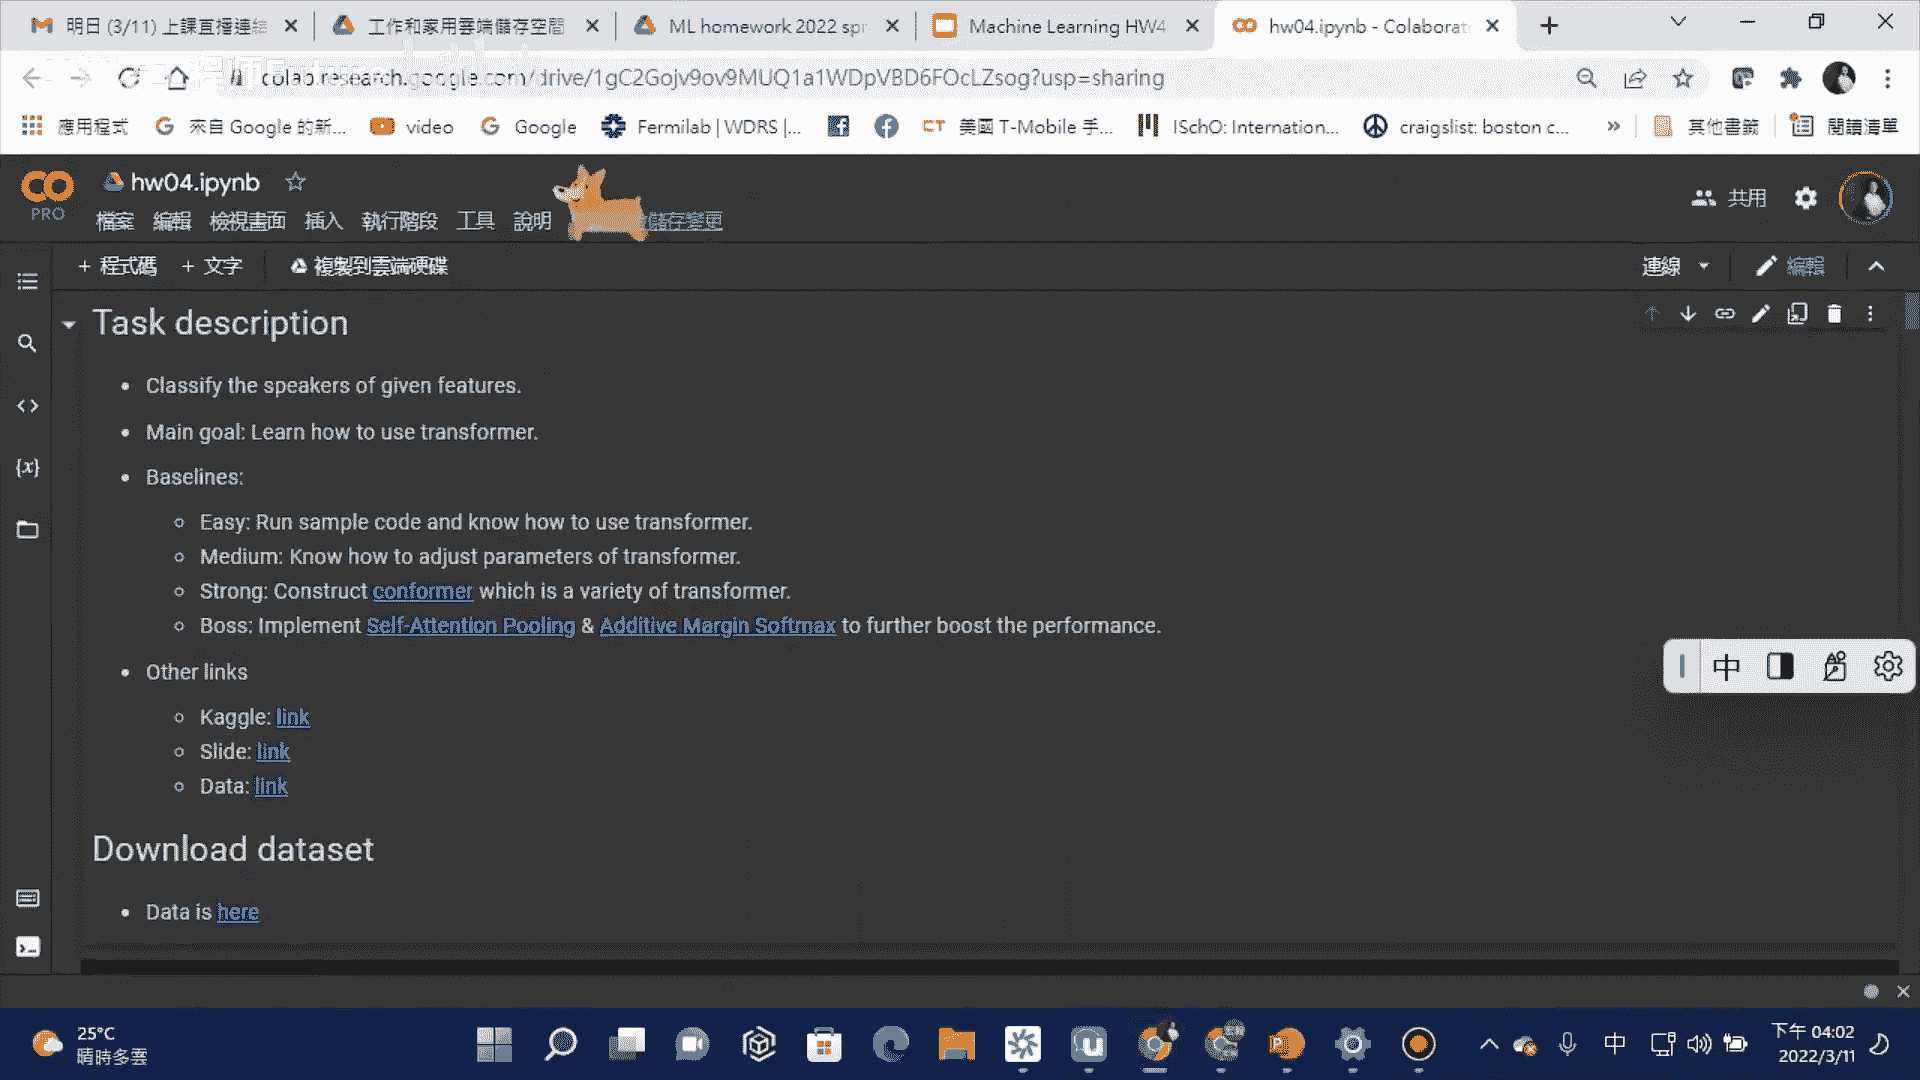 明日 (3/11) 上課直播連結
工作和家用雲端儲存空間
ML homework 2022 spr
Machine Learning HW4
hw04.ipynb - Colaborat
colab.research.google.com/drive/1gC2Gojv9ov9MUQ1a1WDpVBD6FOcLZsog?usp=sharing
應用程式
來自 Google 的新...
video
Google
Fermilab | WDRS |...
美國 T-Mobile 手...
ISchO: Internation...
craigslist: boston c...
其他書籤
閱讀清單
CO
PRO
hw04.ipynb
檔案 編輯 檢視畫面 插入 執行階段 工具 說明 儲存變更
共用
+ 程式碼 + 文字 複製到雲端硬碟
連線
編輯
Task description
• Classify the speakers of given features.
• Main goal: Learn how to use transformer.
• Baselines:
◦ Easy: Run sample code and know how to use transformer.
◦ Medium: Know how to adjust parameters of transformer.
◦ Strong: Construct conformer which is a variety of transformer.
◦ Boss: Implement Self-Attention Pooling & Additive Margin Softmax to further boost the performance.
• Other links
◦ Kaggle: link
◦ Slide: link
◦ Data: link
Download dataset
• Data is here
中
25°C
晴時多雲
中
下午 04:02
2022/3/11